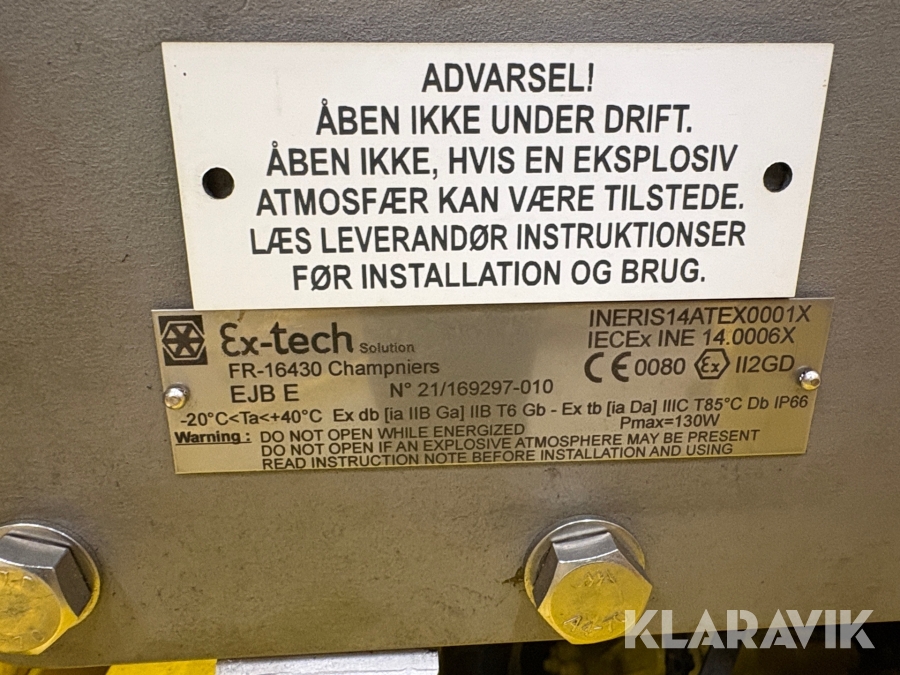 ADVARSEL!
ÅBEN IKKE UNDER DRIFT.
ÅBEN IKKE, HVIS EN EKSPLOSIV
ATMOSFÆR KAN VÆRE TILSTEDE.
LÆS LEVERANDØR INSTRUKTIONSER
FØR INSTALLATION OG BRUG.
Ex-tech Solution
INERIS14ATEX0001X
IECEx INE 14.0006X
FR-16430 Champniers
CE 0080 Ex II2GD
EJB E N° 21/169297-010
-20°C<Ta<+40°C Ex db [ia IIB Ga] IIB T6 Gb - Ex tb [ia Da] IIIC T85°C Db IP66
Pmax=130W
Warning : DO NOT OPEN WHILE ENERGIZED
DO NOT OPEN IF AN EXPLOSIVE ATMOSPHERE MAY BE PRESENT
READ INSTRUCTION NOTE BEFORE INSTALLATION AND USING
KLARAVIK